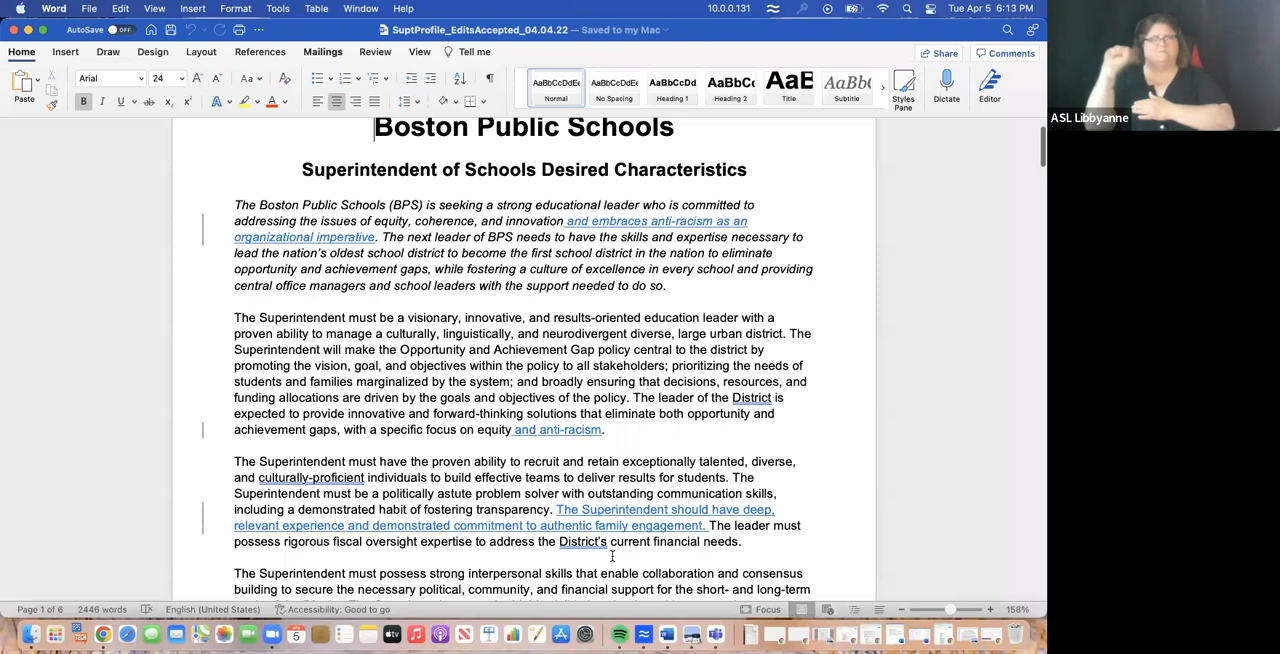 Word File Edit View Insert Format Tools Table Window Help 10.0.0.131 Tue Apr 5 6:13 PM
AutoSave OFF SuptProfile_EditsAccepted_04.04.22 — Saved to my Mac
Home Insert Draw Design Layout References Mailings Review View Tell me Share Comments
Paste Arial 24 Aa AaBbCcDdEe AaBbCcDdEe AaBbCcDd AaBbCc AaB AaBb(
B I U ab x₂ x² A A Normal No Spacing Heading 1 Heading 2 Title Subtitle Styles Pane Dictate Editor
ASL Libbyanne
Boston Public Schools
Superintendent of Schools Desired Characteristics
The Boston Public Schools (BPS) is seeking a strong educational leader who is committed to
addressing the issues of equity, coherence, and innovation and embraces anti-racism as an
organizational imperative. The next leader of BPS needs to have the skills and expertise necessary to
lead the nation's oldest school district to become the first school district in the nation to eliminate
opportunity and achievement gaps, while fostering a culture of excellence in every school and providing
central office managers and school leaders with the support needed to do so.
The Superintendent must be a visionary, innovative, and results-oriented education leader with a
proven ability to manage a culturally, linguistically, and neurodivergent diverse, large urban district. The
Superintendent will make the Opportunity and Achievement Gap policy central to the district by
promoting the vision, goal, and objectives within the policy to all stakeholders; prioritizing the needs of
students and families marginalized by the system; and broadly ensuring that decisions, resources, and
funding allocations are driven by the goals and objectives of the policy. The leader of the District is
expected to provide innovative and forward-thinking solutions that eliminate both opportunity and
achievement gaps, with a specific focus on equity and anti-racism.
The Superintendent must have the proven ability to recruit and retain exceptionally talented, diverse,
and culturally-proficient individuals to build effective teams to deliver results for students. The
Superintendent must be a politically astute problem solver with outstanding communication skills,
including a demonstrated habit of fostering transparency. The Superintendent should have deep,
relevant experience and demonstrated commitment to authentic family engagement. The leader must
possess rigorous fiscal oversight expertise to address the District's current financial needs.
The Superintendent must possess strong interpersonal skills that enable collaboration and consensus
building to secure the necessary political, community, and financial support for the short- and long-term
Page 1 of 6 2446 words English (United States) Accessibility: Good to go Focus 158%